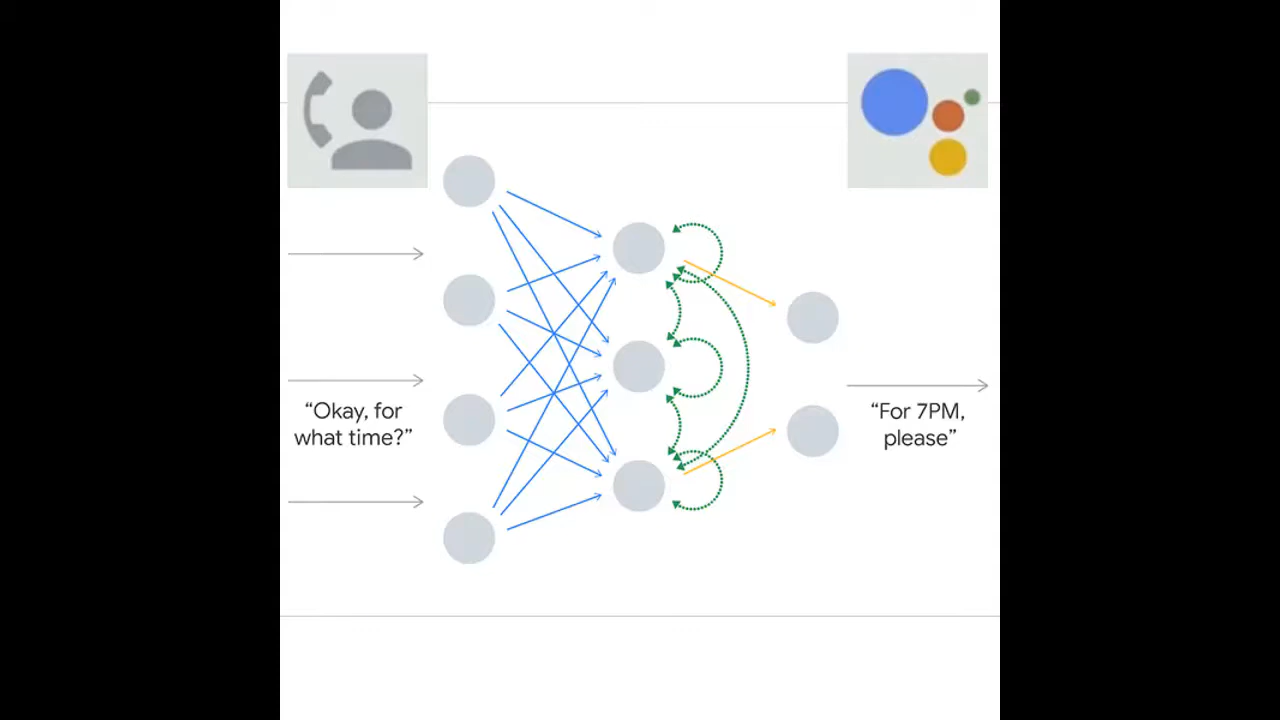 “Okay, for
what time?”
“For 7PM,
please”